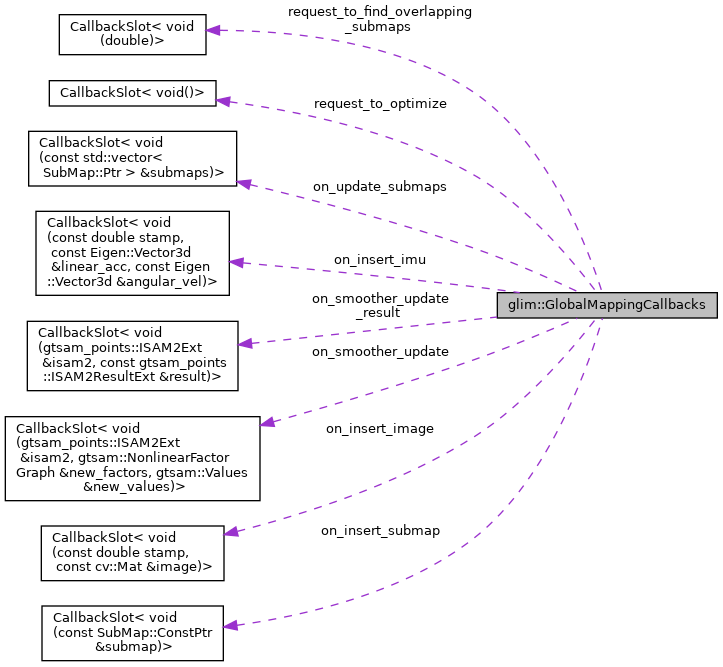 request_to_find_overlapping
_submaps
CallbackSlot< void
(double)>
CallbackSlot< void()>
request_to_optimize
CallbackSlot< void
(const std::vector<
SubMap::Ptr > &submaps)>
on_update_submaps
CallbackSlot< void
(const double stamp,
const Eigen::Vector3d
&linear_acc, const Eigen
::Vector3d &angular_vel)>
on_insert_imu
glim::GlobalMappingCallbacks
on_smoother_update
_result
CallbackSlot< void
(gtsam_points::ISAM2Ext
&isam2, const gtsam_points
::ISAM2ResultExt &result)>
on_smoother_update
CallbackSlot< void
(gtsam_points::ISAM2Ext
&isam2, gtsam::NonlinearFactor
Graph &new_factors, gtsam::Values
&new_values)>
on_insert_image
CallbackSlot< void
(const double stamp,
const cv::Mat &image)>
on_insert_submap
CallbackSlot< void
(const SubMap::ConstPtr
&submap)>